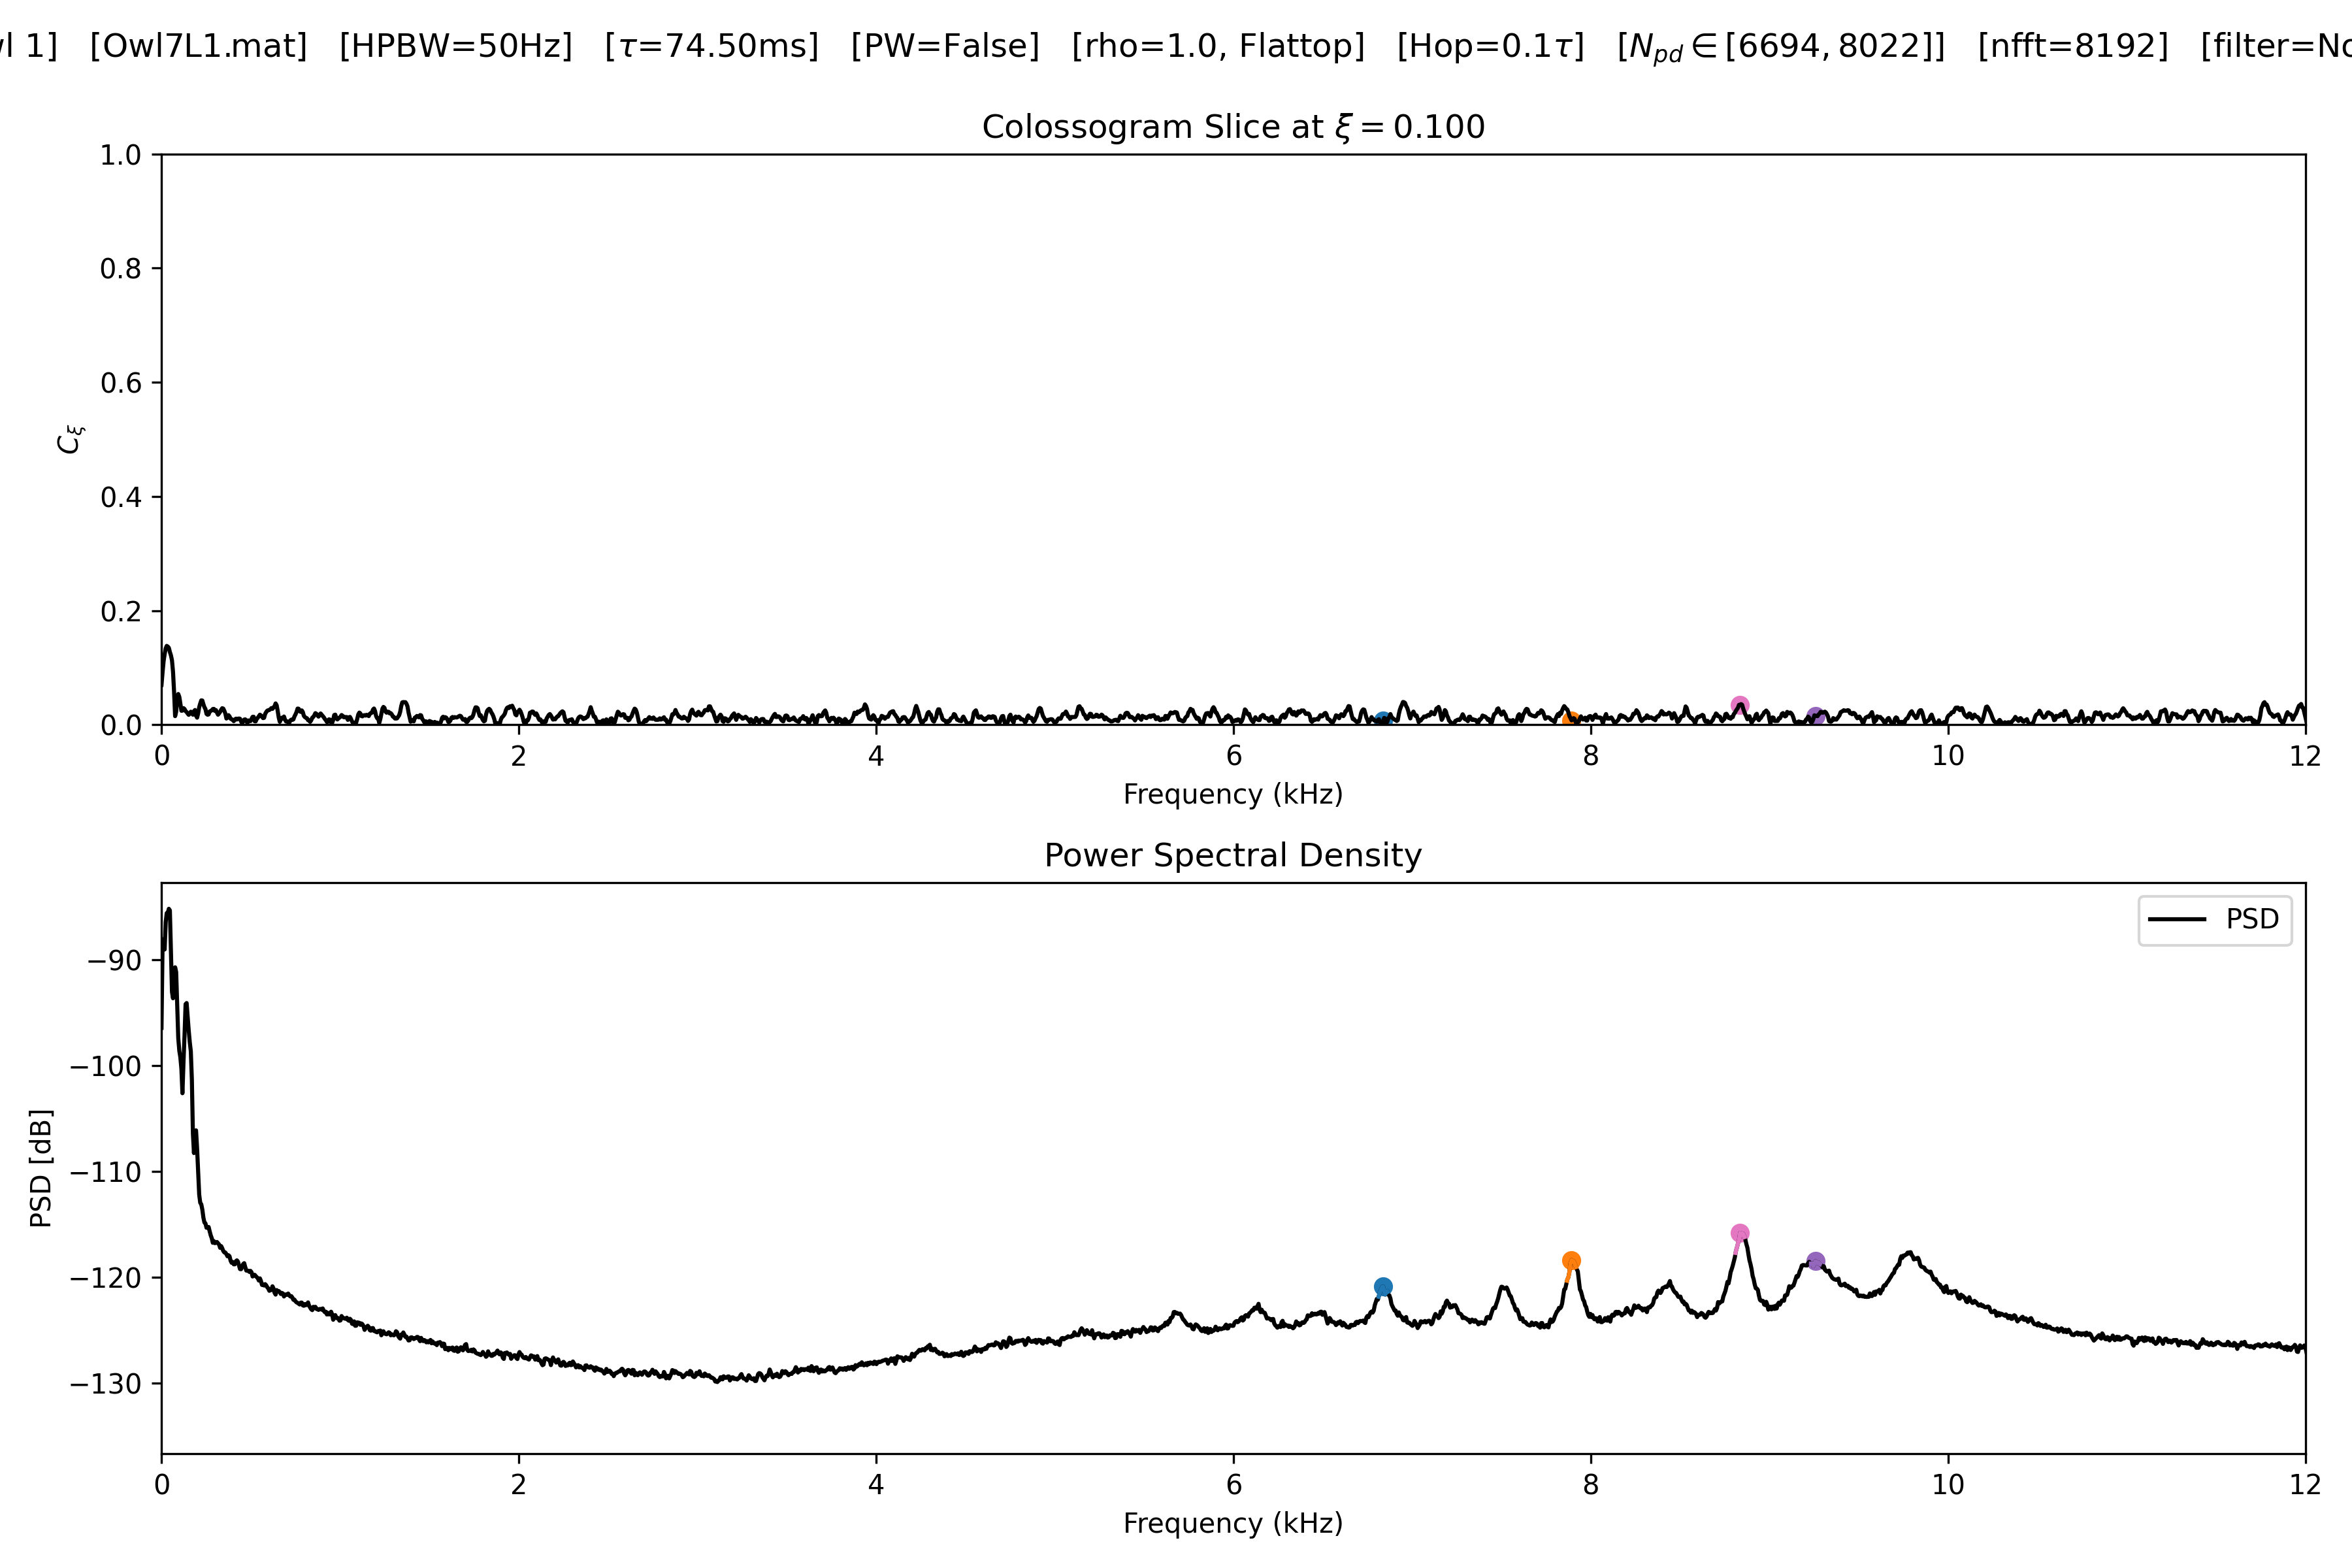 1] [Owl7L1.mat] [HPBW=50Hz] [τ=74.50ms] [PW=False] [rho=1.0, Flattop] [Hop=0.1τ] [N_pd ∈ [6694, 8022]] [nfft=8192] [filter=
Colossogram Slice at ξ = 0.100
1.0
0.8
0.6
0.4
0.2
0.0
C_ξ
0 2 4 6 8 10 12
Frequency (kHz)
Power Spectral Density
PSD
−90
−100
−110
−120
−130
PSD [dB]
0 2 4 6 8 10 12
Frequency (kHz)